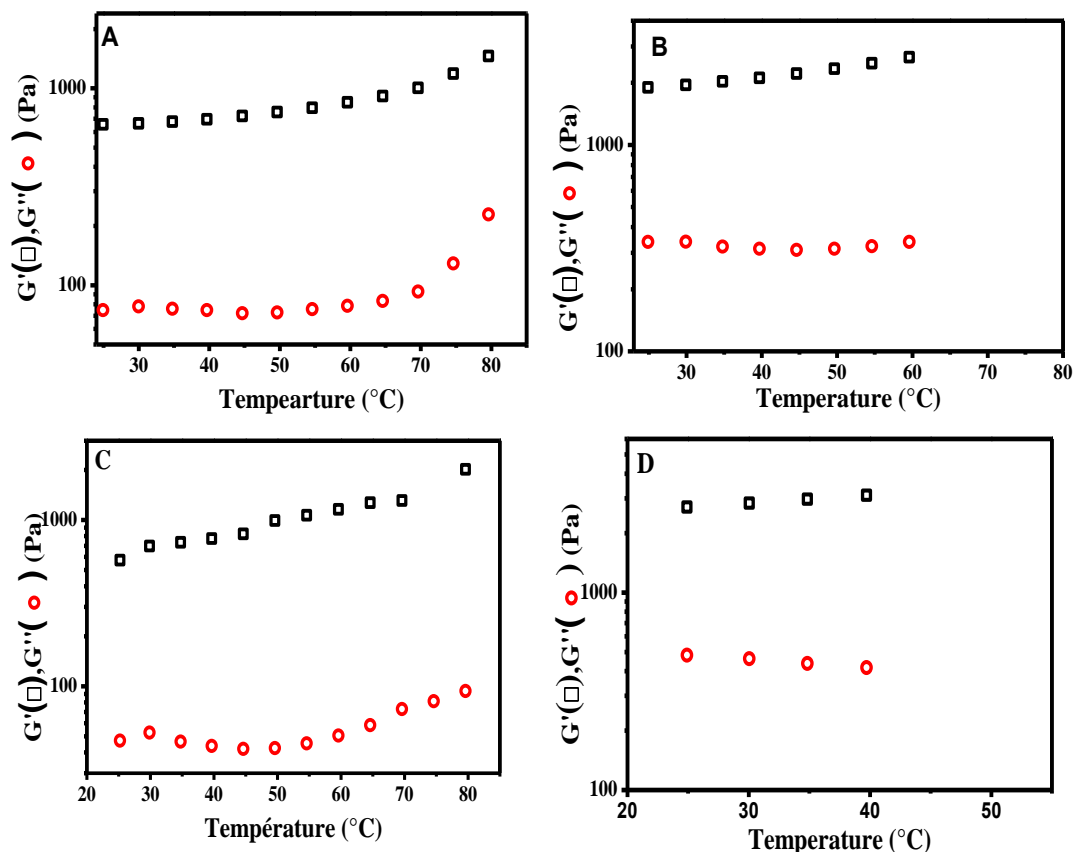 A
G'(□),G''( ○ ) (Pa)
1000
100
30 40 50 60 70 80
Tempearture (°C)
B
G'(□),G''( ○ ) (Pa)
1000
100
30 40 50 60 70 80
Temperature (°C)
C
G'(□),G''( ○ ) (Pa)
1000
100
20 30 40 50 60 70 80
Température (°C)
D
G'(□),G''( ○ ) (Pa)
1000
100
20 30 40 50
Temperature (°C)